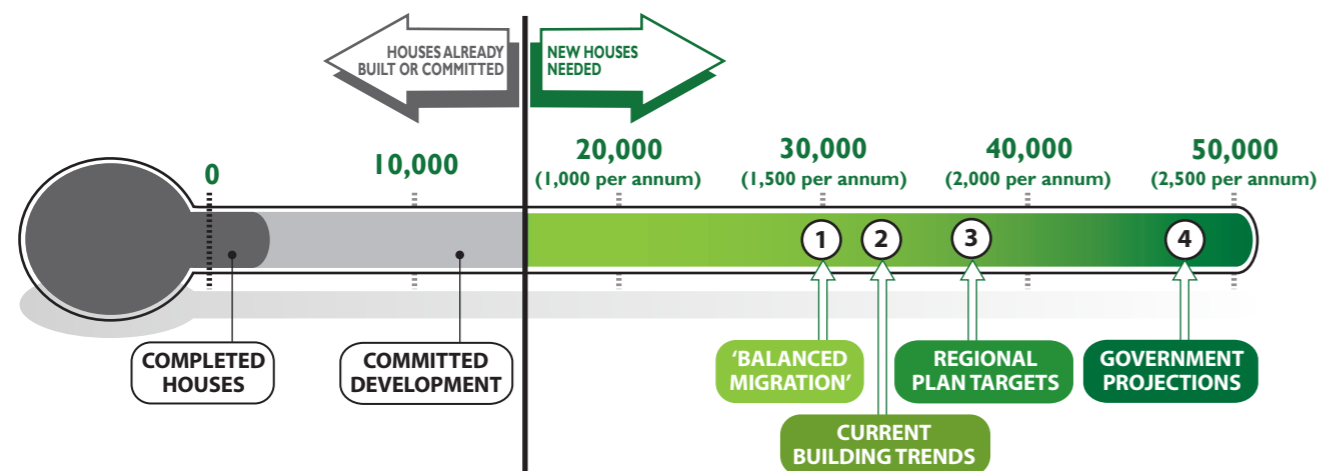 HOUSES ALREADY
BUILT OR COMMITTED
NEW HOUSES
NEEDED
0
10,000
20,000
(1,000 per annum)
30,000
(1,500 per annum)
40,000
(2,000 per annum)
50,000
(2,500 per annum)
1
2
3
4
COMPLETED
HOUSES
COMMITTED
DEVELOPMENT
‘BALANCED
MIGRATION’
CURRENT
BUILDING TRENDS
REGIONAL
PLAN TARGETS
GOVERNMENT
PROJECTIONS